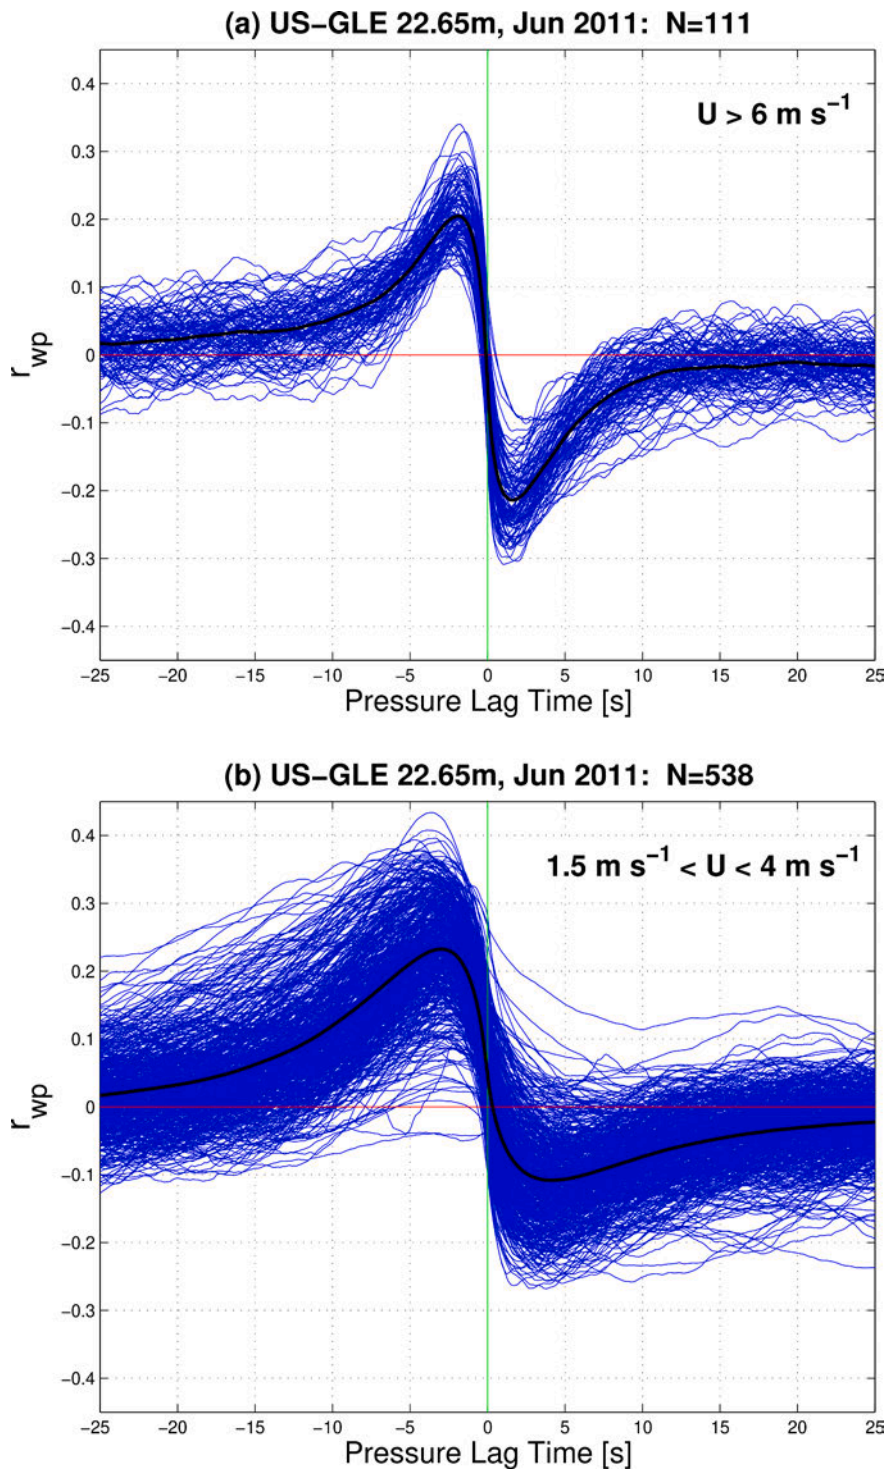 (a) US−GLE 22.65m, Jun 2011: N=111
U > 6 m s⁻¹
0.4
0.3
0.2
0.1
0
−0.1
−0.2
−0.3
−0.4
r_wp
−25 −20 −15 −10 −5 0 5 10 15 20 25
Pressure Lag Time [s]
(b) US−GLE 22.65m, Jun 2011: N=538
1.5 m s⁻¹ < U < 4 m s⁻¹
0.4
0.3
0.2
0.1
0
−0.1
−0.2
−0.3
−0.4
r_wp
−25 −20 −15 −10 −5 0 5 10 15 20 25
Pressure Lag Time [s]